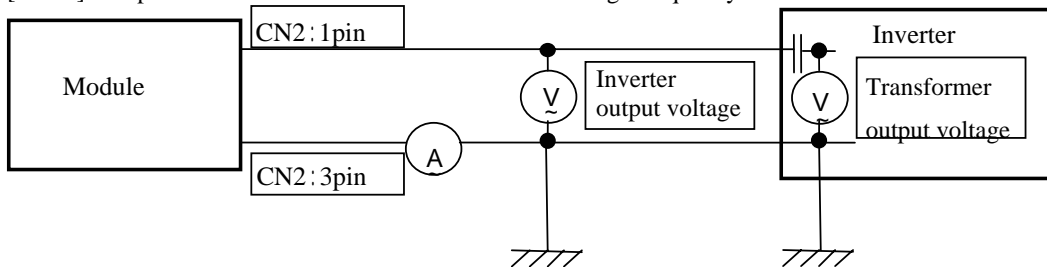 CN2:1pin
Inverter
Module
Inverter
output voltage
V
~
V
~
Transformer
output voltage
A
~
CN2:3pin